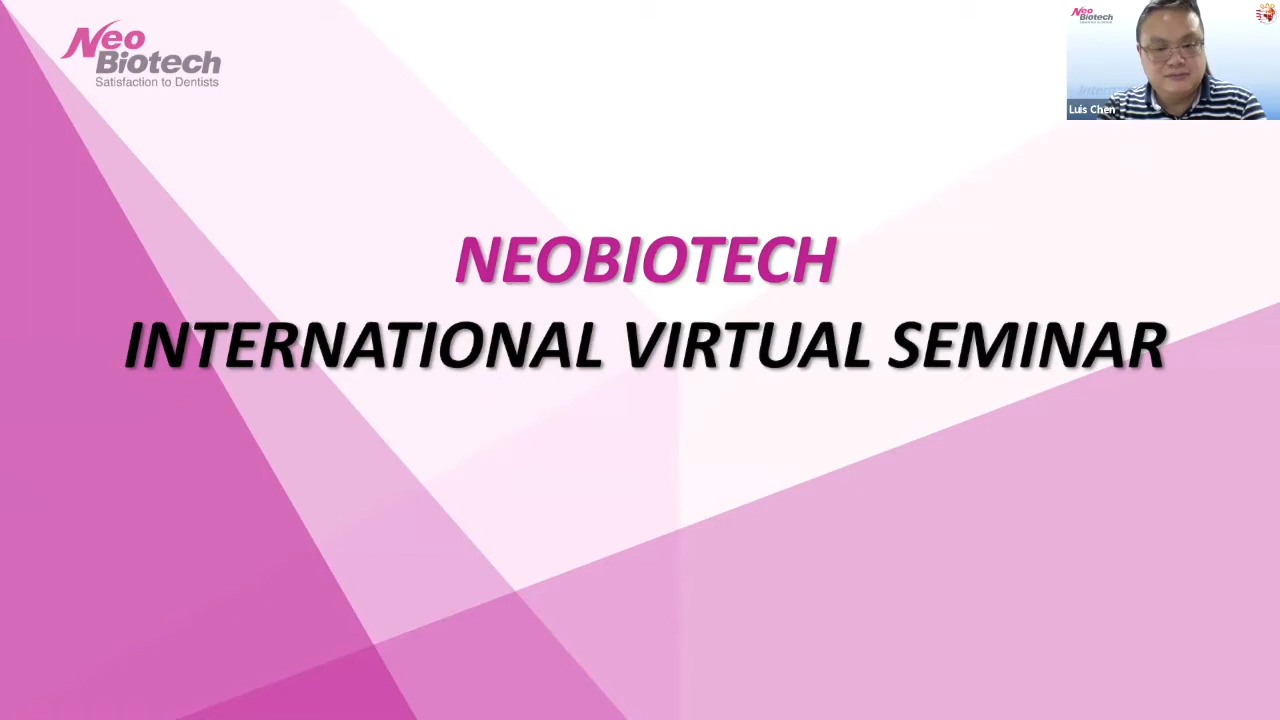 Neo
Biotech
Satisfaction to Dentists
Neo
Biotech
Luis Chen
NEOBIOTECH
INTERNATIONAL VIRTUAL SEMINAR